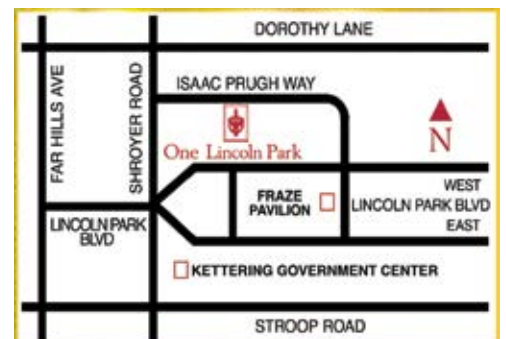 DOROTHY LANE
FAR HILLS AVE
SHROYER ROAD
ISAAC PRUGH WAY
One Lincoln Park
N
FRAZE
PAVILION
WEST
LINCOLN PARK BLVD
EAST
LINCOLN PARK
BLVD
KETTERING GOVERNMENT CENTER
STROOP ROAD